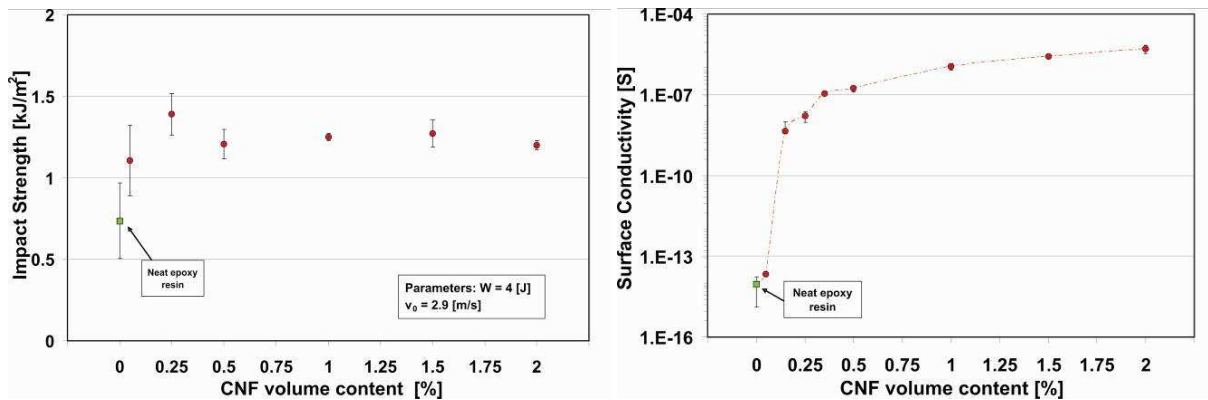 Impact Strength [kJ/m²]
2
1.5
1
0.5
0
Neat epoxy
resin
Parameters: W = 4 [J]
v₀ = 2.9 [m/s]
0 0.25 0.5 0.75 1 1.25 1.5 1.75 2
CNF volume content [%]
Surface Conductivity [S]
1.E-04
1.E-07
1.E-10
1.E-13
1.E-16
Neat epoxy
resin
0 0.25 0.5 0.75 1 1.25 1.5 1.75 2
CNF volume content [%]